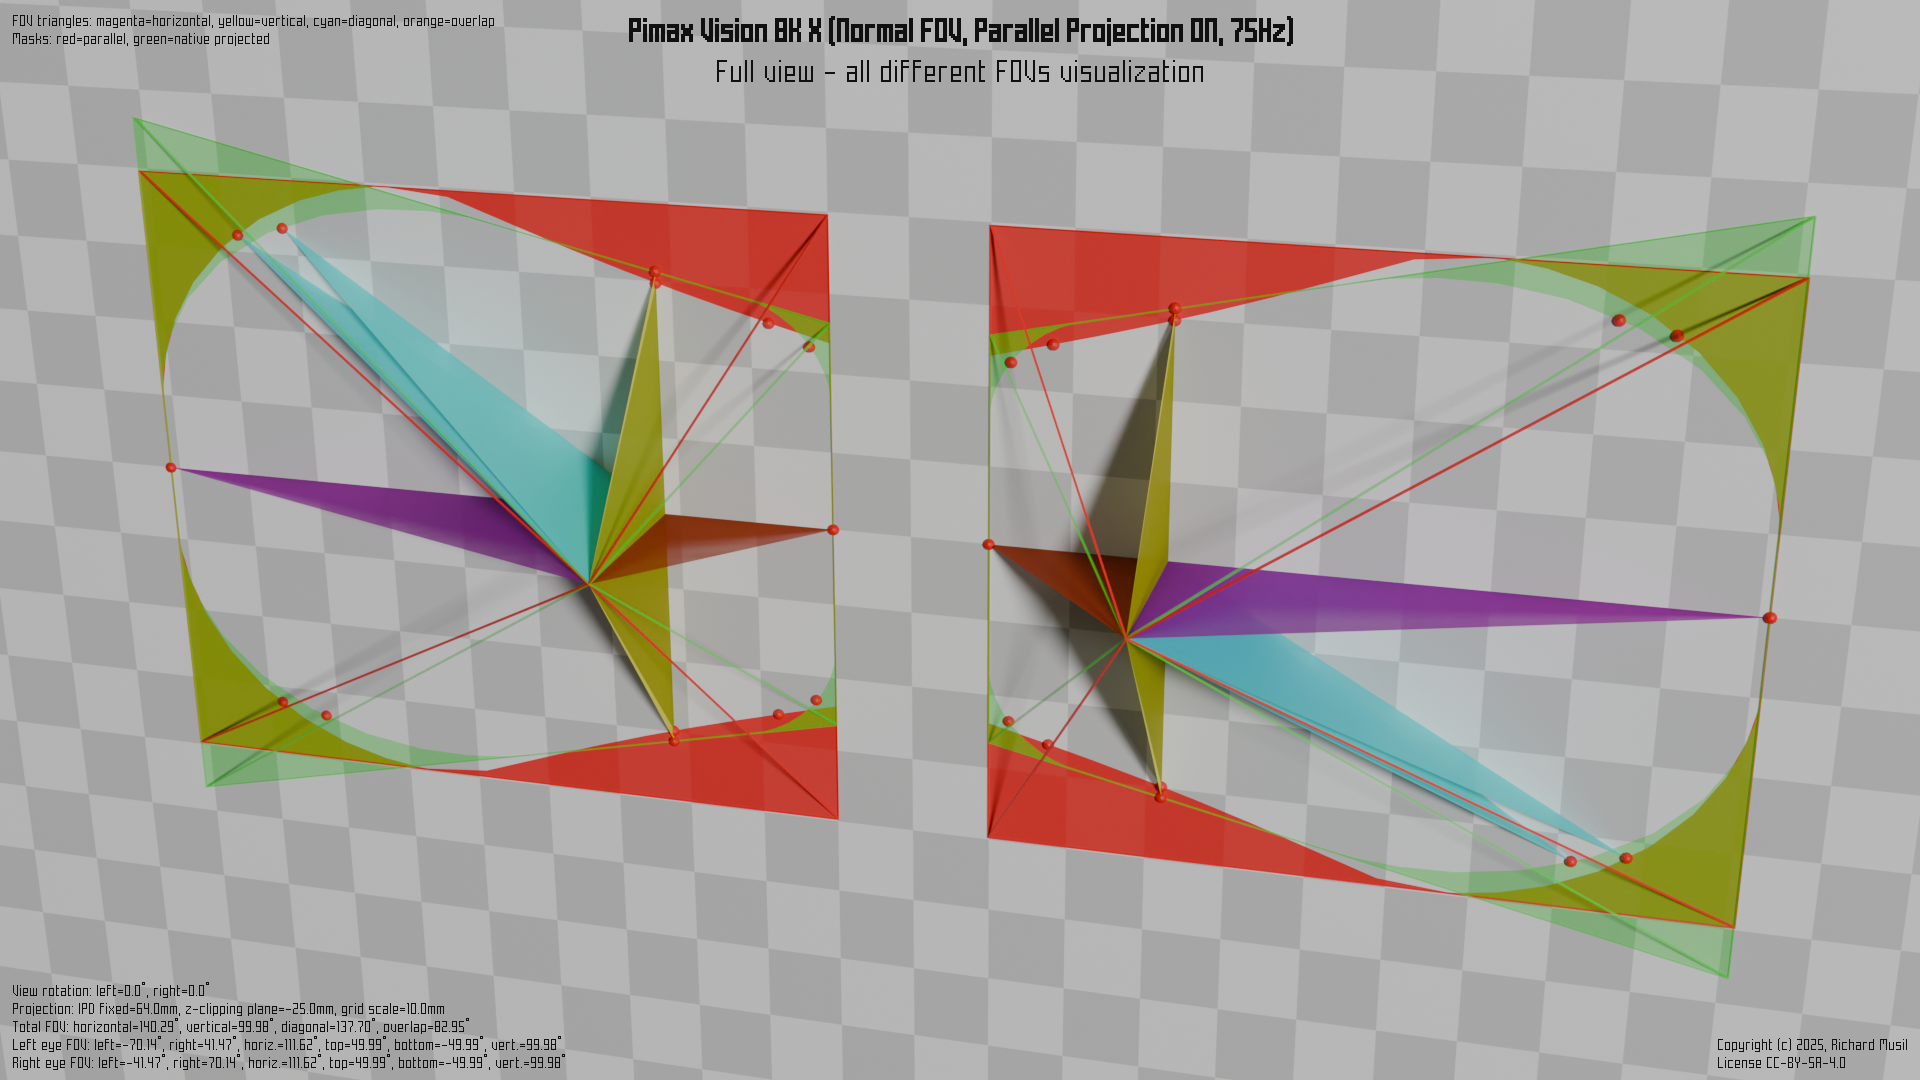 FOV triangles: magenta=horizontal, yellow=vertical, cyan=diagonal, orange=overlap
Masks: red=parallel, green=native projected
Pimax Vision 8K X (Normal FOV, Parallel Projection ON, 75Hz)
Full view - all different FOVs visualization
View rotation: left=0.0°, right=0.0°
Projection: IPD fixed=64.0mm, z-clipping plane=-25.0mm, grid scale=10.0mm
Total FOV: horizontal=140.29°, vertical=99.98°, diagonal=137.70°, overlap=82.95°
Left eye FOV: left=-70.14°, right=41.47°, horiz.=111.62°, top=49.99°, bottom=-49.99°, vert.=99.98°
Right eye FOV: left=-41.47°, right=70.14°, horiz.=111.62°, top=49.99°, bottom=-49.99°, vert.=99.98°
Copyright (c) 2025, Richard Musil
License CC-BY-SA-4.0